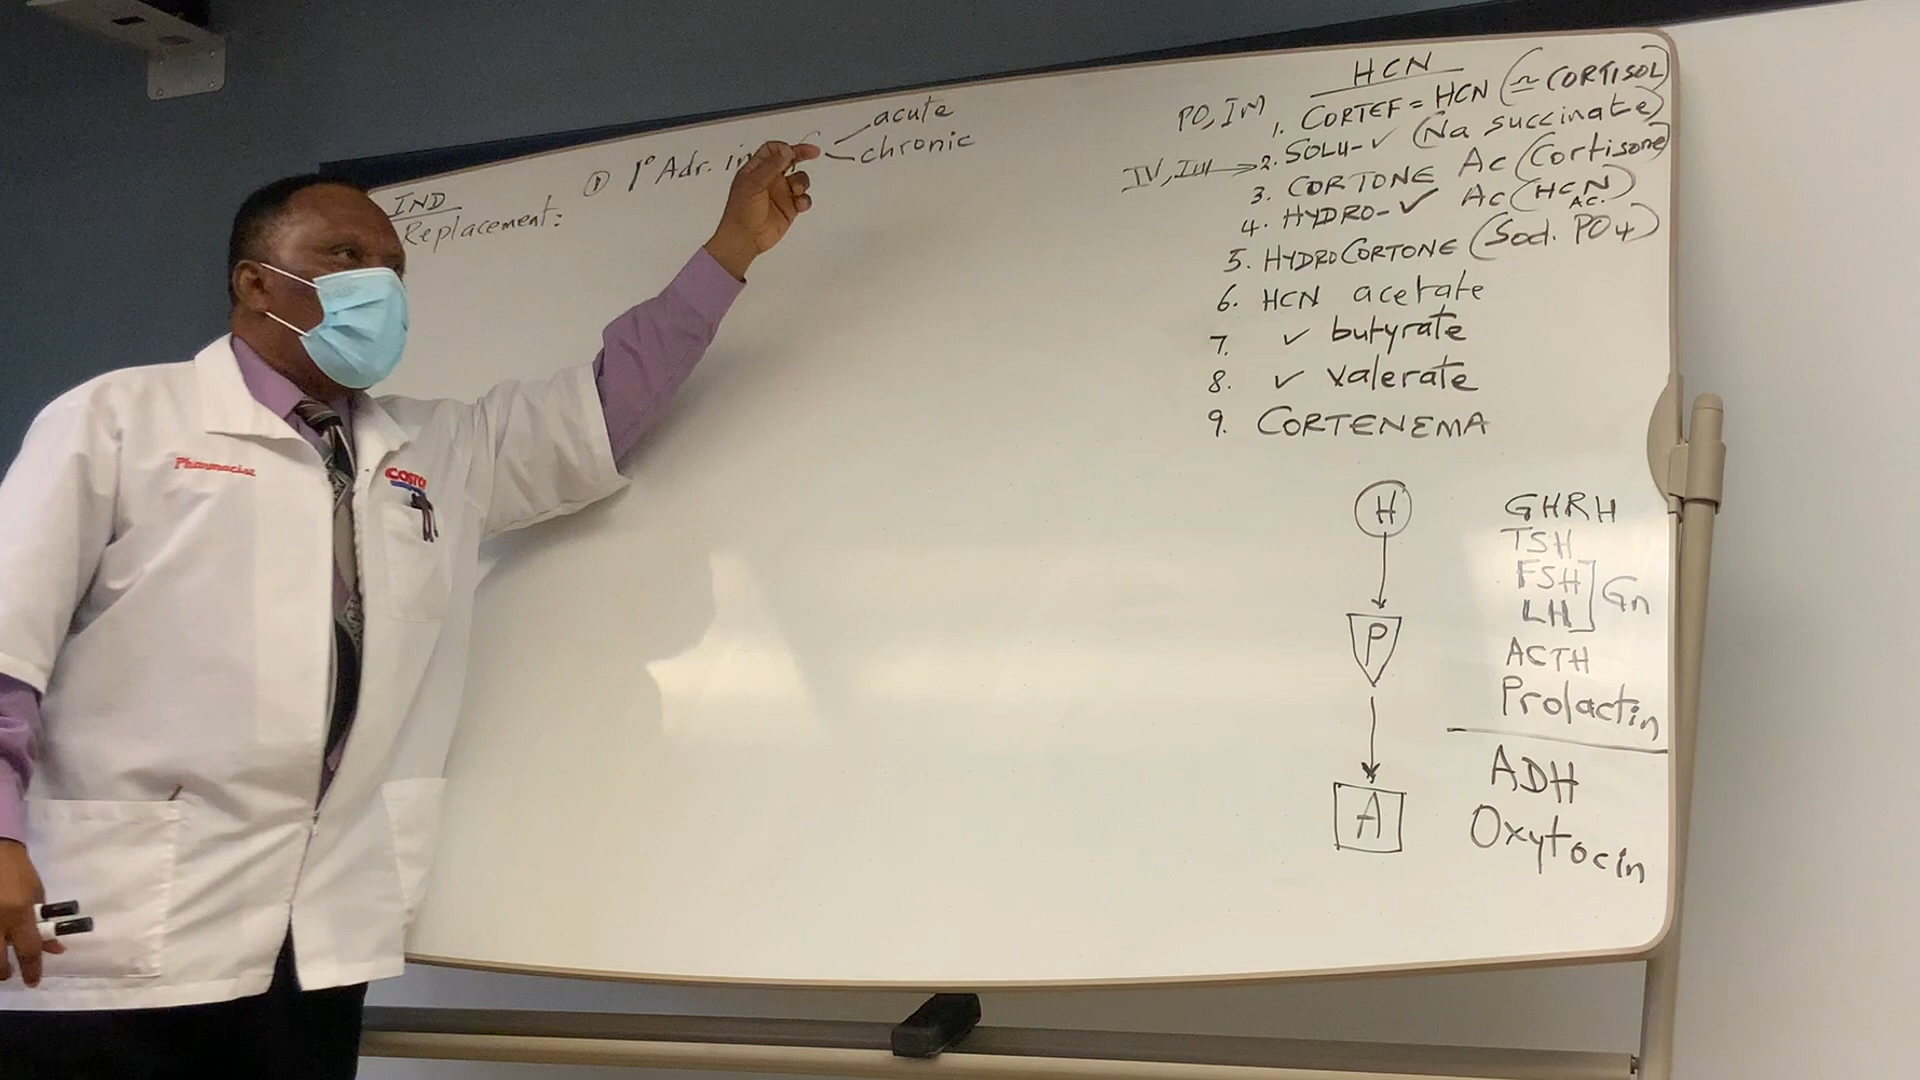 IND
Replacement:
① 1° Adr. in
acute
chronic
HCN
PO, IM
1. CORTEF = HCN (≃ CORTISOL)
IV, IM → 2. SOLU-✓ (Na succinate)
3. CORTONE Ac (Cortisone)
4. HYDRO-✓ Ac (HCN AC.)
5. HYDROCORTONE (Sod. PO4)
6. HCN acetate
7. ✓ butyrate
8. ✓ valerate
9. CORTENEMA
H
P
A
GHRH
TSH
FSH
LH
Gn
ACTH
Prolactin
ADH
Oxytocin
Pharmacist
COSTCO